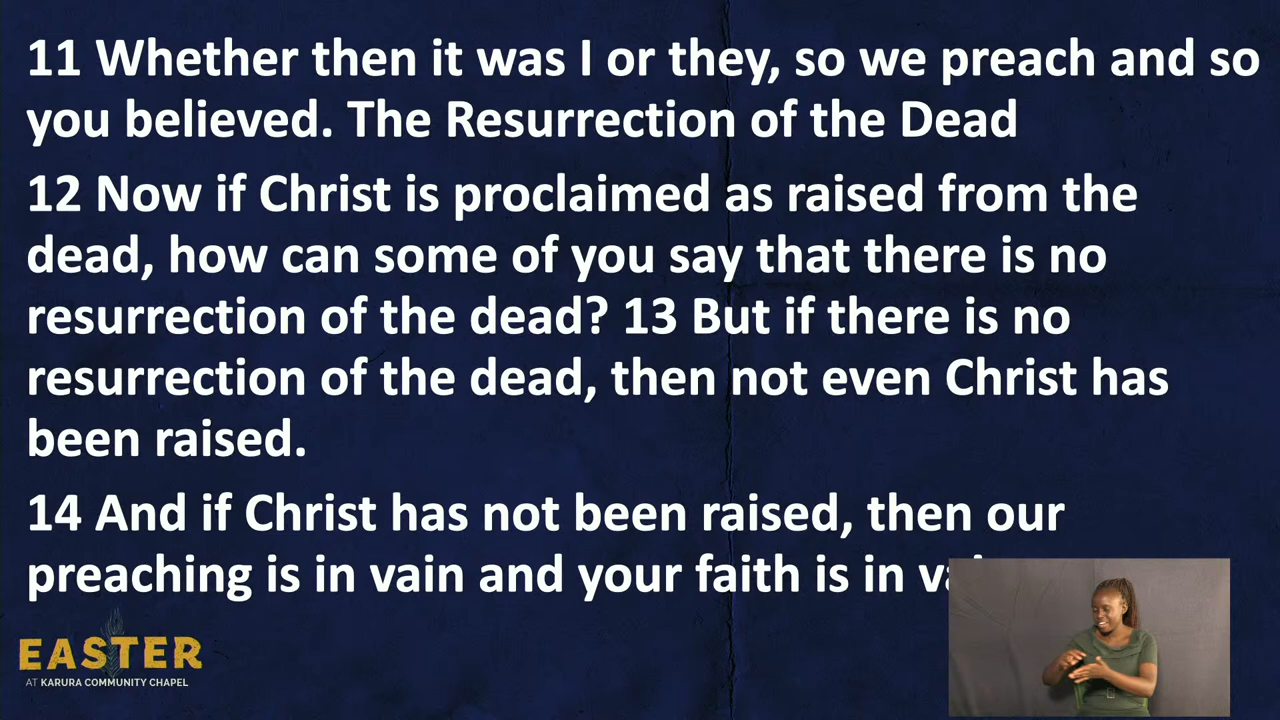 11 Whether then it was I or they, so we preach and so
you believed. The Resurrection of the Dead
12 Now if Christ is proclaimed as raised from the
dead, how can some of you say that there is no
resurrection of the dead? 13 But if there is no
resurrection of the dead, then not even Christ has
been raised.
14 And if Christ has not been raised, then our
preaching is in vain and your faith is in
EASTER
AT KARURA COMMUNITY CHAPEL